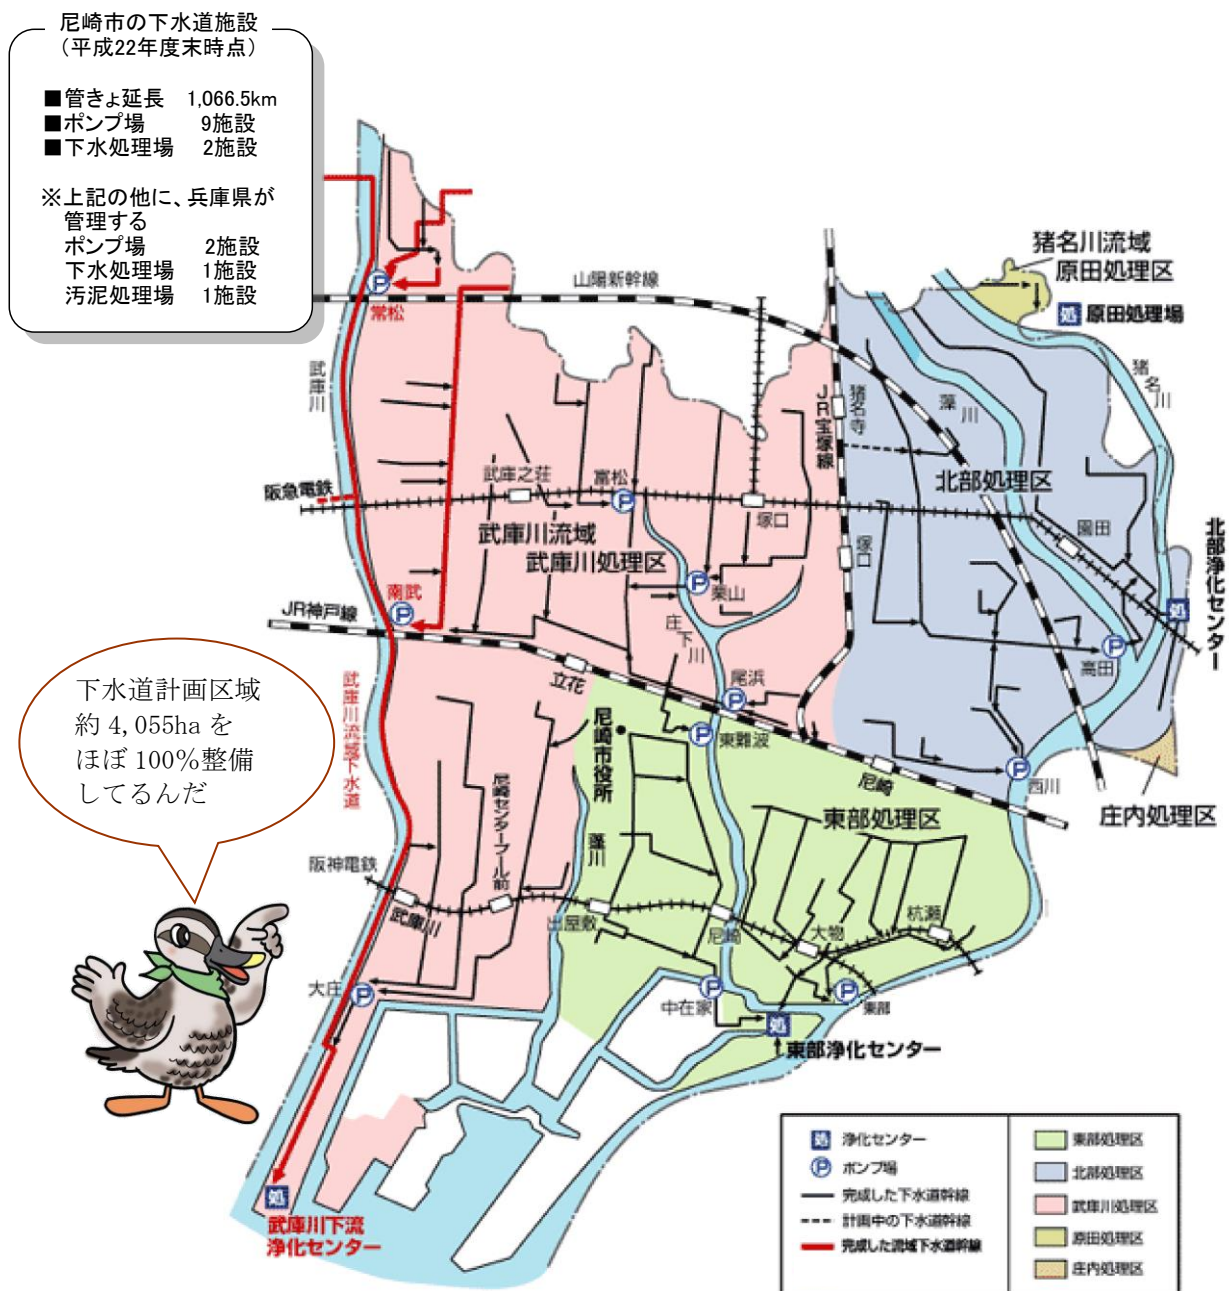 尼崎市の下水道施設
（平成22年度末時点）
■管きょ延長 1,066.5km
■ポンプ場 9施設
■下水処理場 2施設
※上記の他に、兵庫県が
管理する
ポンプ場 2施設
下水処理場 1施設
汚泥処理場 1施設
猪名川流域
原田処理区
処 原田処理場
山陽新幹線
P
常松
武庫川
猪名川
猪名寺
藻川
JR宝塚線
阪急電鉄
武庫之荘
富松
P
塚口
北部処理区
園田
武庫川流域
武庫川処理区
塚口
北部浄化センター
処
南武
P
P
栗山
JR神戸線
庄下川
高田
P
立花
尾浜
P
下水道計画区域
約4,055haを
ほぼ100％整備
してるんだ
武庫川流域下水道
尼崎市役所
P
東難波
尼崎
P
西川
庄内処理区
尼崎センタープール前
蓬川
東部処理区
阪神電鉄
武庫川
出屋敷
尼崎
大物
杭瀬
大庄
P
中在家
P
P
東部
処
東部浄化センター
処
武庫川下流
浄化センター
処 浄化センター
P ポンプ場
完成した下水道幹線
計画中の下水道幹線
完成した流域下水道幹線
東部処理区
北部処理区
武庫川処理区
原田処理区
庄内処理区